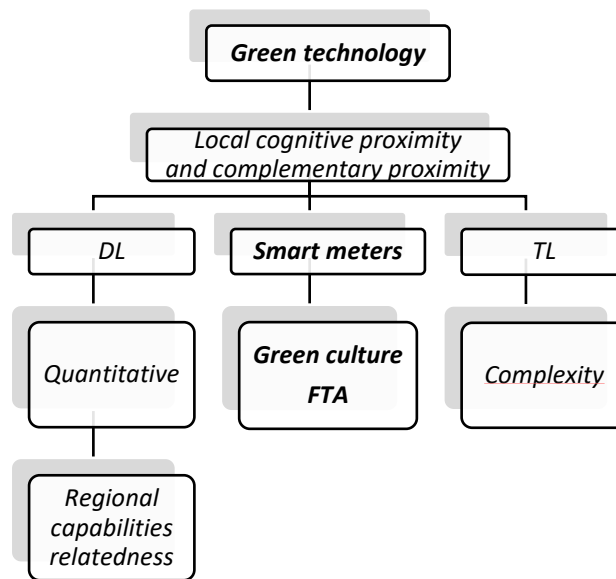 Green technology
Local cognitive proximity
and complementary proximity
DL
Smart meters
TL
Quantitative
Green culture
FTA
Complexity
Regional
capabilities
relatedness